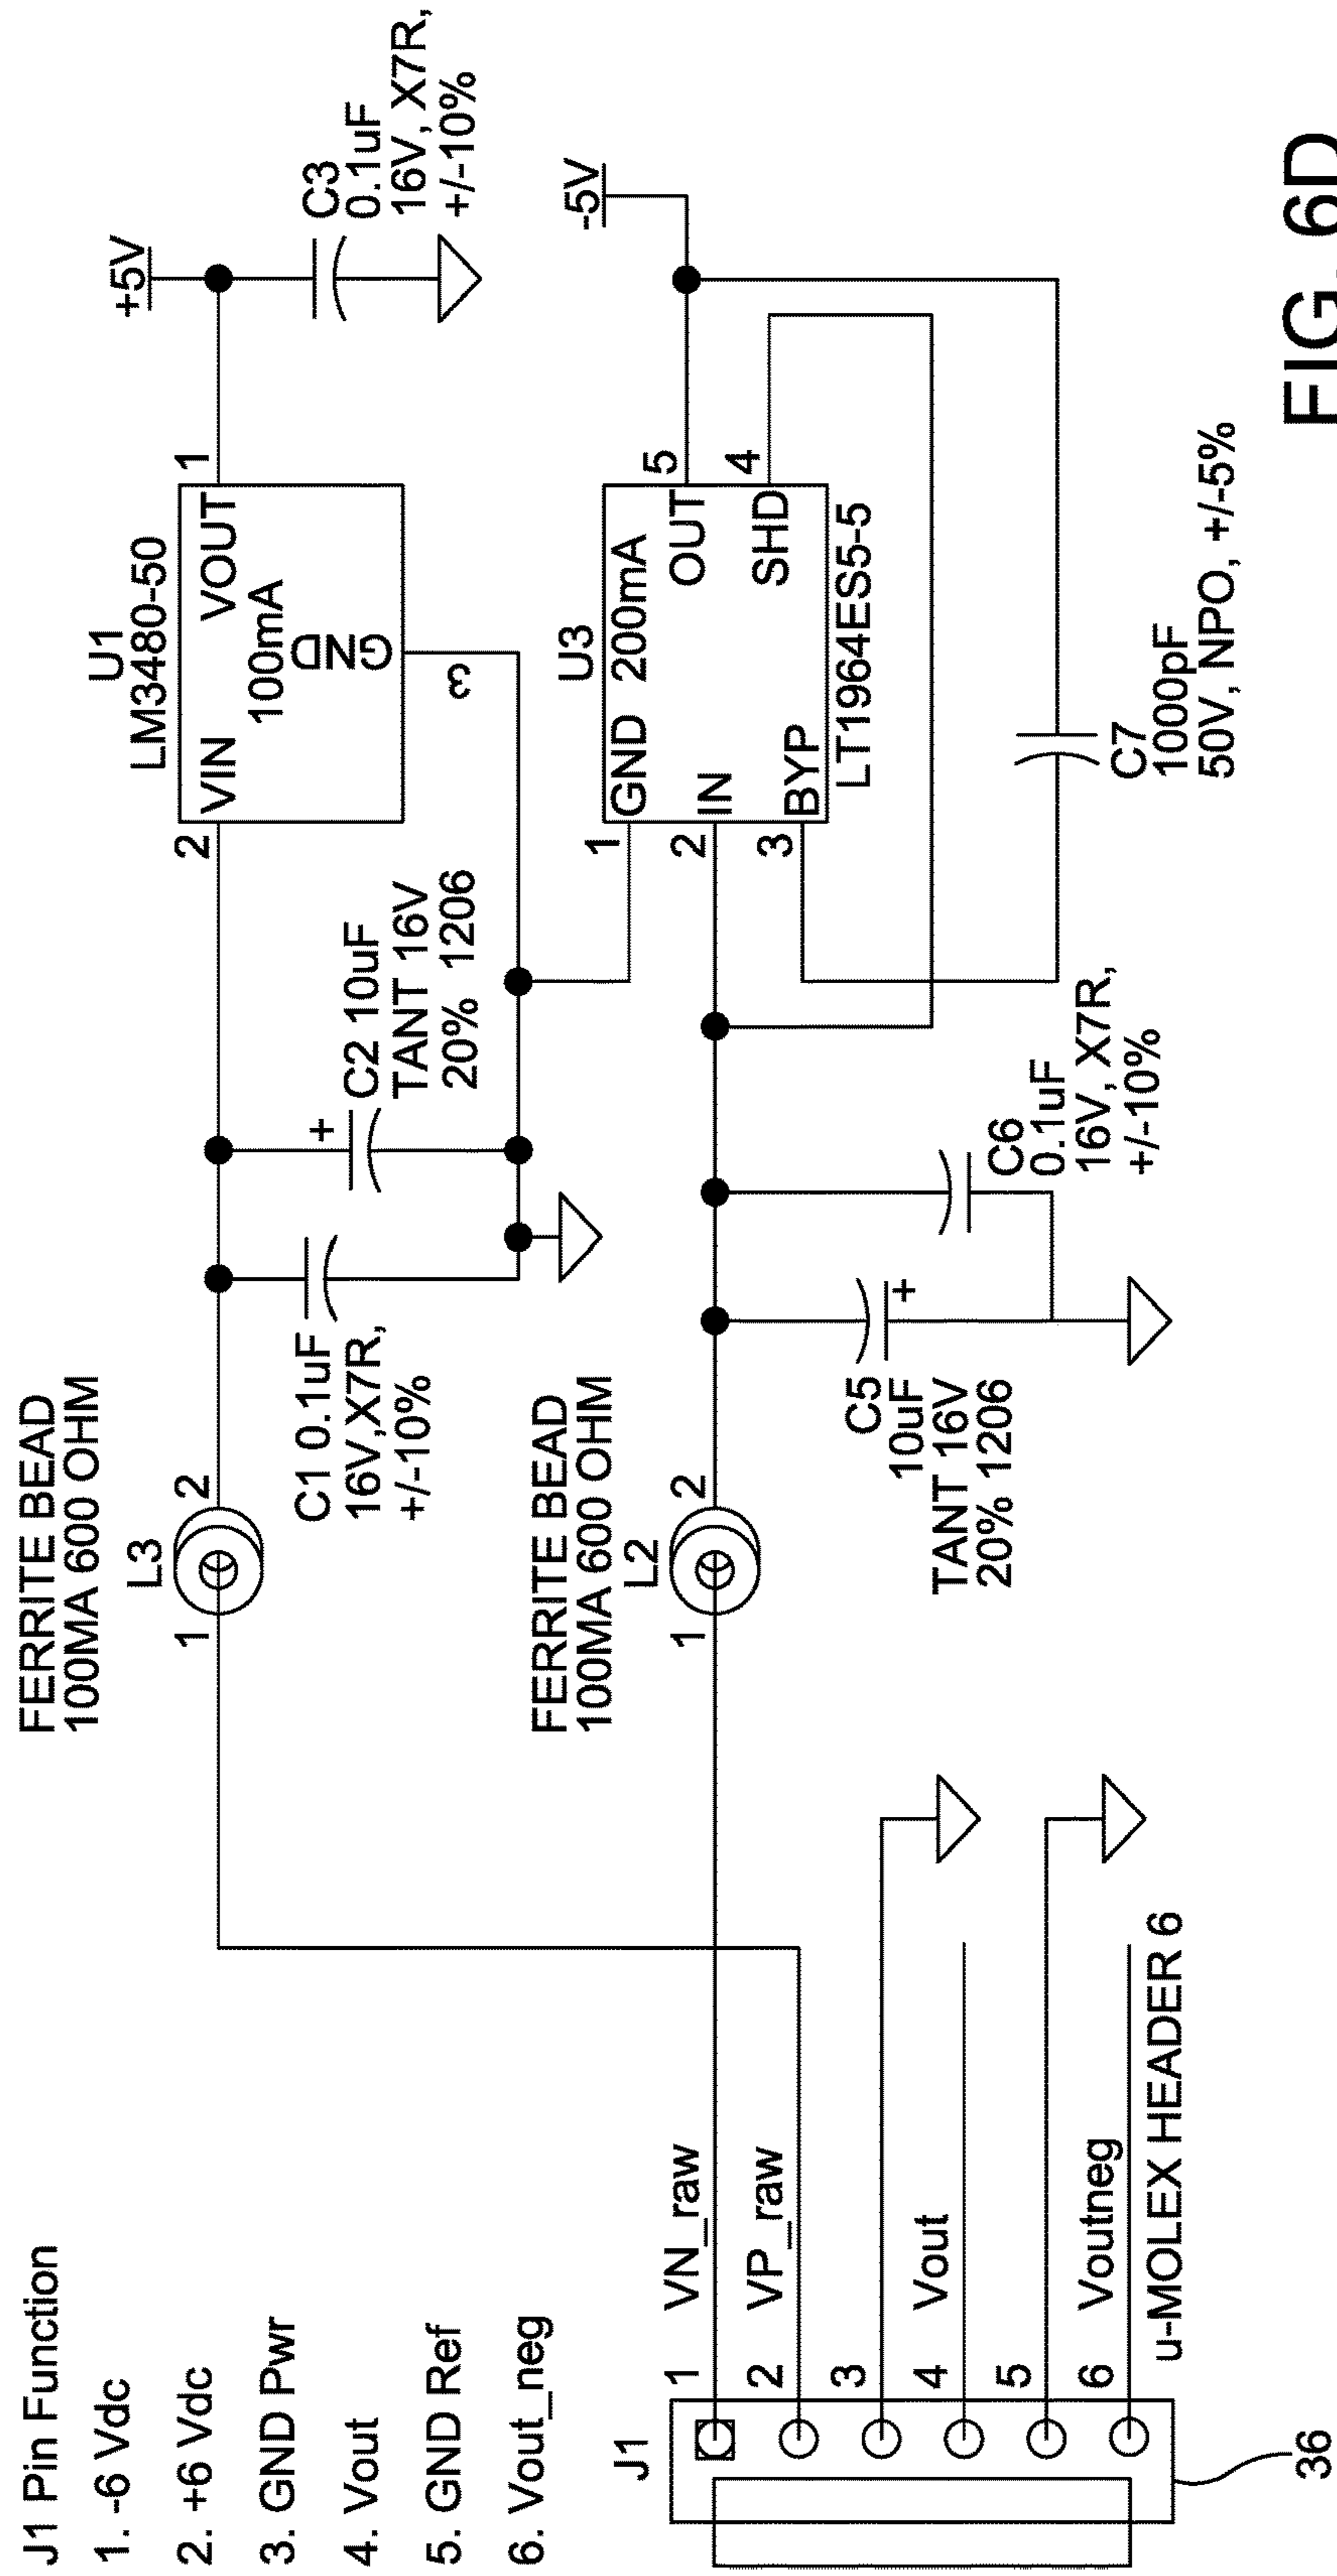 J1 Pin Function
1. -6 Vdc
2. +6 Vdc
3. GND Pwr
4. Vout
5. GND Ref
6. Vout_neg
FERRITE BEAD
100MA 600 OHM
L3
1
2
C1 0.1uF
16V,X7R,
+/-10%
+
C2 10uF
TANT 16V
20% 1206
U1
LM3480-50
2
VIN
VOUT
1
100mA
GND
3
+5V
C3
0.1uF
16V, X7R,
+/-10%
FERRITE BEAD
100MA 600 OHM
L2
1
2
C5
10uF
TANT 16V
20% 1206
+
C6
0.1uF
16V, X7R,
+/-10%
U3
1
GND 200mA
2
IN
OUT
5
3
BYP
SHD
4
LT1964ES5-5
-5V
C7
1000pF
50V, NPO, +/-5%
J1
1
VN_raw
2
VP_raw
3
4
Vout
5
6
Voutneg
u-MOLEX HEADER 6
36
FIG. 6D